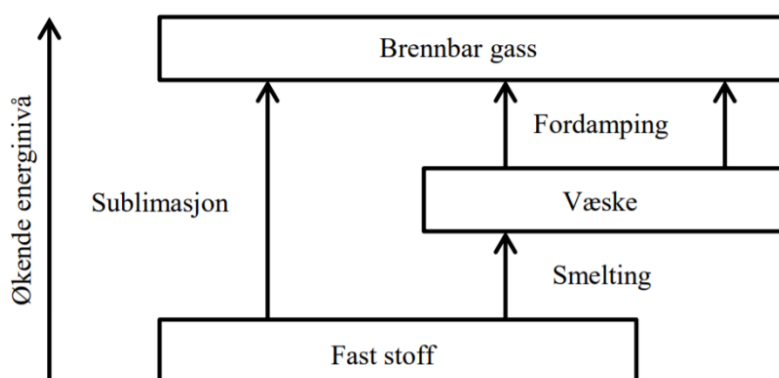 Brennbar gass
Økende energinivå
Fordamping
Sublimasjon
Væske
Smelting
Fast stoff